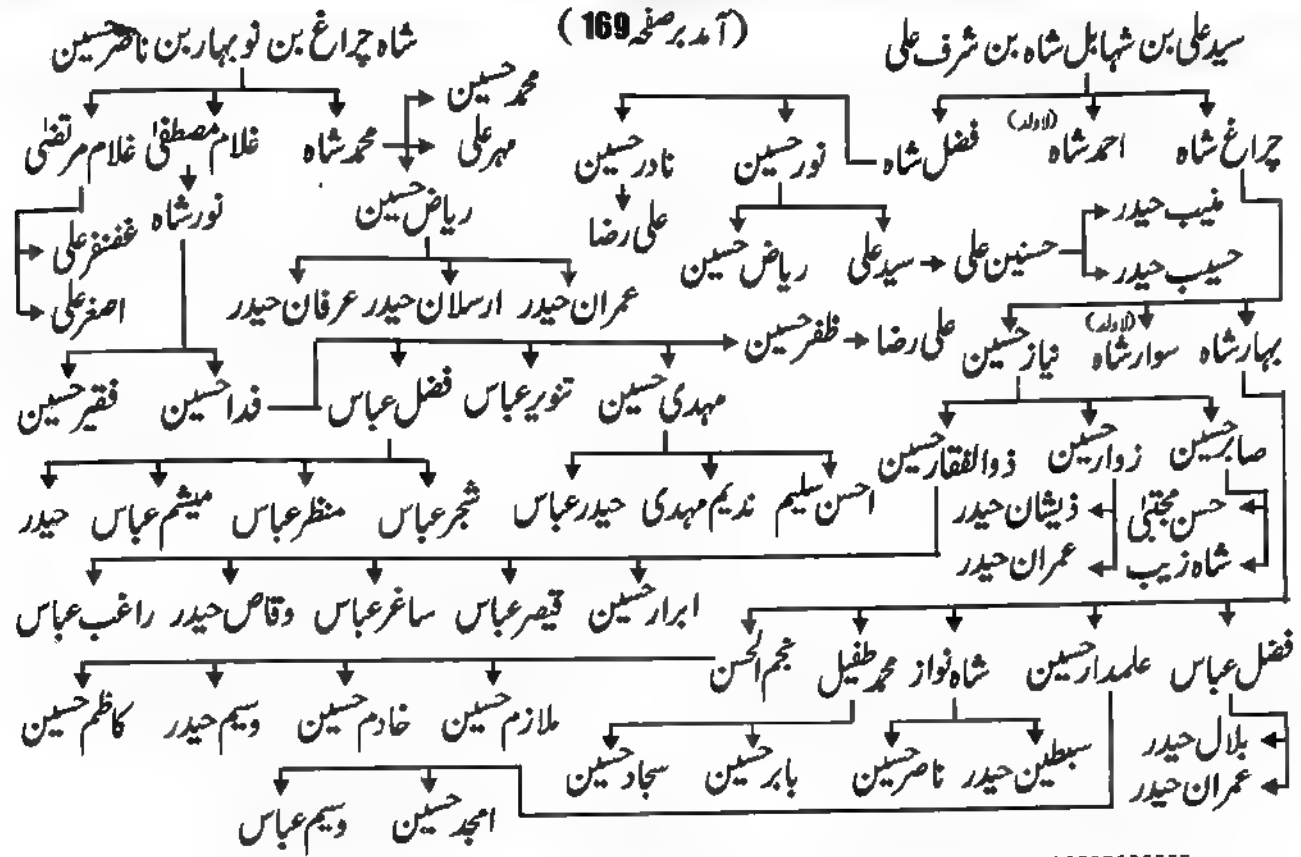 سید علی بن شہابل شاہ بن شرف علی
(آمد بر صفحہ 169)
شاہ چراغ بن نو بہار بن ناصر حسین
چراغ شاہ احمد شاہ (لاولد) فضل شاہ
نور حسین نادر حسین
محمد حسین
مہر علی
محمد شاہ غلام مصطفیٰ غلام مرتضیٰ
منیب حیدر
حسیب حیدر
حسنین علی سید علی ریاض حسین
علی رضا
ریاض حسین
نور شاہ
غضنفر علی
اصغر علی
عمران حیدر ارسلان حیدر عرفان حیدر
بہار شاہ سوار شاہ (لاولد) نیاز حسین
علی رضا ظفر حسین
مہدی حسین تنویر عباس فضل عباس
فدا حسین فقیر حسین
صابر حسین زوار حسین ذوالفقار حسین
حسن مجتبیٰ
شاہ زیب
ذیشان حیدر
عمران حیدر
احسن سلیم ندیم مہدی حیدر عباس
شجر عباس منظر عباس میثم عباس حیدر
ابرار حسین قیصر عباس ساغر عباس وقاص حیدر راغب عباس
فضل عباس علمدار حسین شاہ نواز محمد طفیل نجم الحسن
ملازم حسین خادم حسین وسیم حیدر کاظم حسین
بلال حیدر
عمران حیدر
سبطین حیدر ناصر حسین بابر حسین سجاد حسین
امجد حسین وسیم عباس